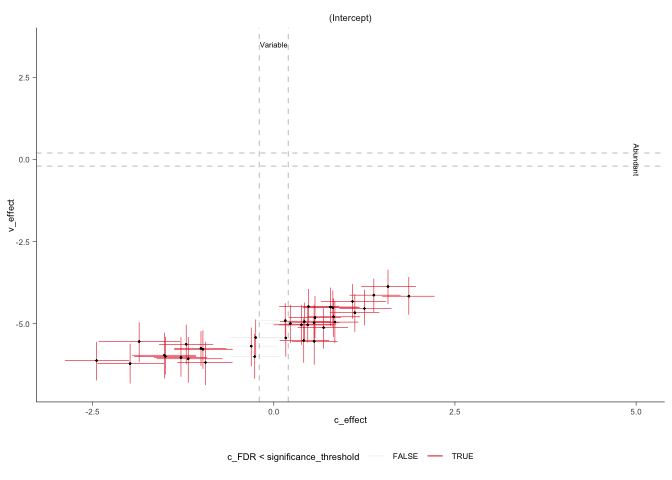 (Intercept)
Variable
Abundant
v_effect
2.5
0.0
-2.5
-5.0
-2.5
0.0
2.5
5.0
c_effect
c_FDR < significance_threshold
FALSE
TRUE